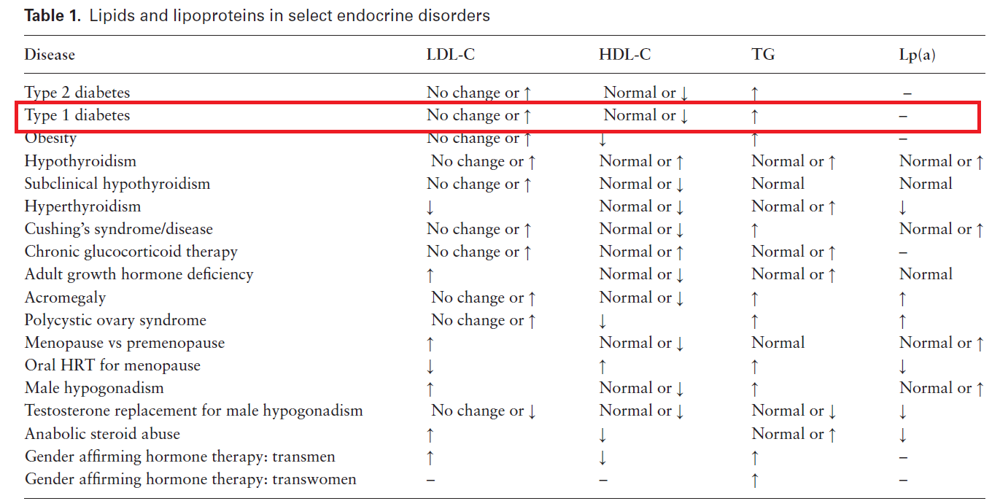 Table 1. Lipids and lipoproteins in select endocrine disorders
Disease LDL-C HDL-C TG Lp(a)
Type 2 diabetes No change or ↑ Normal or ↓ ↑ –
Type 1 diabetes No change or ↑ Normal or ↓ ↑ –
Obesity No change or ↑ ↓ ↑ –
Hypothyroidism No change or ↑ Normal or ↑ Normal or ↑ Normal or ↑
Subclinical hypothyroidism No change or ↑ Normal or ↓ Normal Normal
Hyperthyroidism ↓ Normal or ↓ Normal or ↑ ↓
Cushing’s syndrome/disease No change or ↑ Normal or ↓ ↑ Normal or ↑
Chronic glucocorticoid therapy No change or ↑ Normal or ↑ Normal or ↑ –
Adult growth hormone deficiency ↑ Normal or ↓ Normal or ↑ Normal
Acromegaly No change or ↑ Normal or ↓ ↑ ↑
Polycystic ovary syndrome No change or ↑ ↓ ↑ ↑
Menopause vs premenopause ↑ Normal or ↓ Normal Normal or ↑
Oral HRT for menopause ↓ ↑ ↑ ↓
Male hypogonadism ↑ Normal or ↓ ↑ Normal or ↑
Testosterone replacement for male hypogonadism No change or ↓ Normal or ↓ Normal or ↓ ↓
Anabolic steroid abuse ↑ ↓ Normal or ↑ ↓
Gender affirming hormone therapy: transmen ↑ ↓ ↑ –
Gender affirming hormone therapy: transwomen – – ↑ –